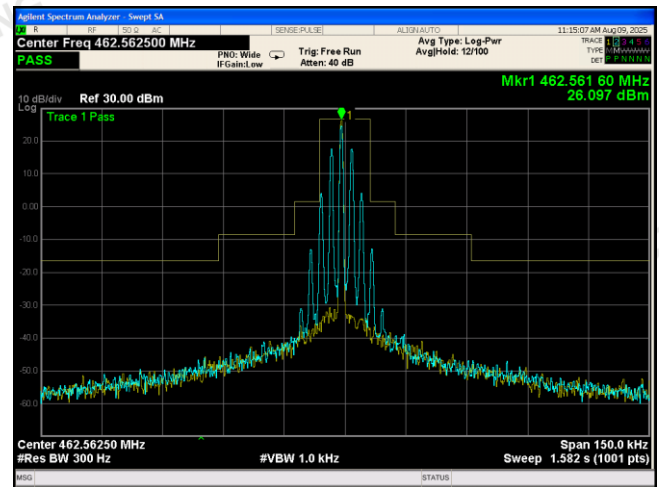 Agilent Spectrum Analyzer - Swept SA
R RF 50 Ω AC SENSE:PULSE ALIGNAUTO 11:15:07 AM Aug 09, 2025
Center Freq 462.562500 MHz
PASS
PNO: Wide
IFGain:Low
Trig: Free Run
Atten: 40 dB
Avg Type: Log-Pwr
Avg|Hold: 12/100
TRACE 1 2 3 4 5 6
TYPE
DET P P N N N N
Mkr1 462.561 60 MHz
26.097 dBm
10 dB/div Ref 30.00 dBm
Log
Trace 1 Pass
1
20.0
10.0
0.00
-10.0
-20.0
-30.0
-40.0
-50.0
-60.0
Center 462.56250 MHz
Span 150.0 kHz
#Res BW 300 Hz
#VBW 1.0 kHz
Sweep 1.582 s (1001 pts)
MSG
STATUS